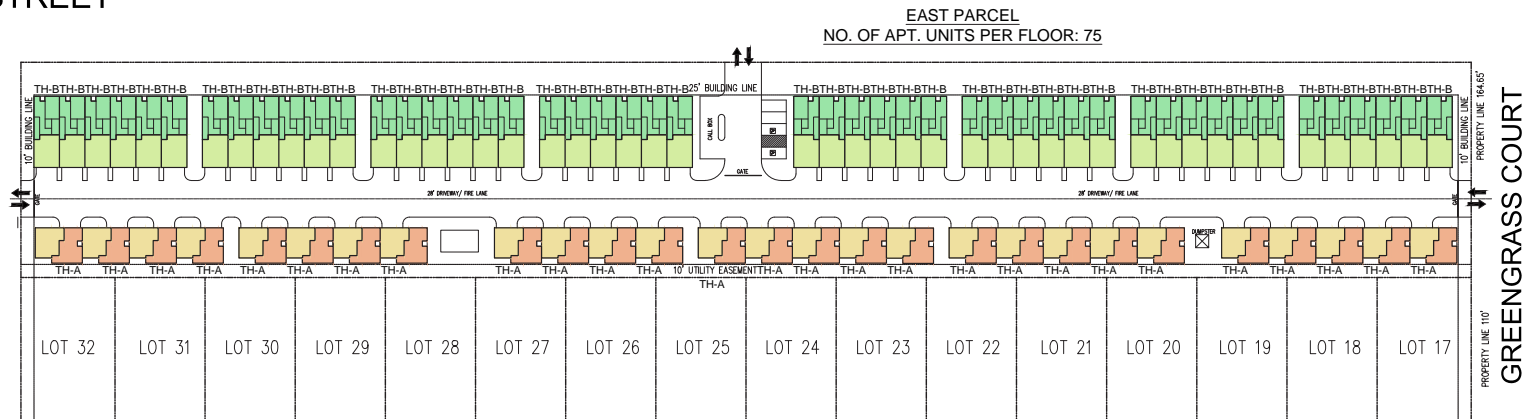 STREET
EAST PARCEL
NO. OF APT. UNITS PER FLOOR: 75
TH-BTH-BTH-BTH-BTH-BTH-B TH-BTH-BTH-BTH-BTH-BTH-B TH-BTH-BTH-BTH-BTH-BTH-B TH-BTH-BTH-BTH-BTH-BTH-B 25' BUILDING LINE TH-BTH-BTH-BTH-BTH-BTH-B TH-BTH-BTH-BTH-BTH-BTH-B TH-BTH-BTH-BTH-BTH-BTH-B TH-BTH-BTH-BTH-BTH-BTH-B
10' BUILDING LINE
CALL BOX
10' BUILDING LINE
PROPERTY LINE 164.65'
GREENGRASS COURT
GATE
GATE
28' DRIVEWAY/ FIRE LANE
28' DRIVEWAY/ FIRE LANE
GATE
DUMPSTER
TH-A TH-A TH-A TH-A TH-A TH-A TH-A TH-A TH-A TH-A TH-A TH-A 10' UTILITY EASEMENT TH-A TH-A TH-A TH-A TH-A TH-A TH-A TH-A TH-A TH-A TH-A TH-A TH-A TH-A
TH-A
LOT 32 LOT 31 LOT 30 LOT 29 LOT 28 LOT 27 LOT 26 LOT 25 LOT 24 LOT 23 LOT 22 LOT 21 LOT 20 LOT 19 LOT 18 LOT 17
PROPERTY LINE 110'